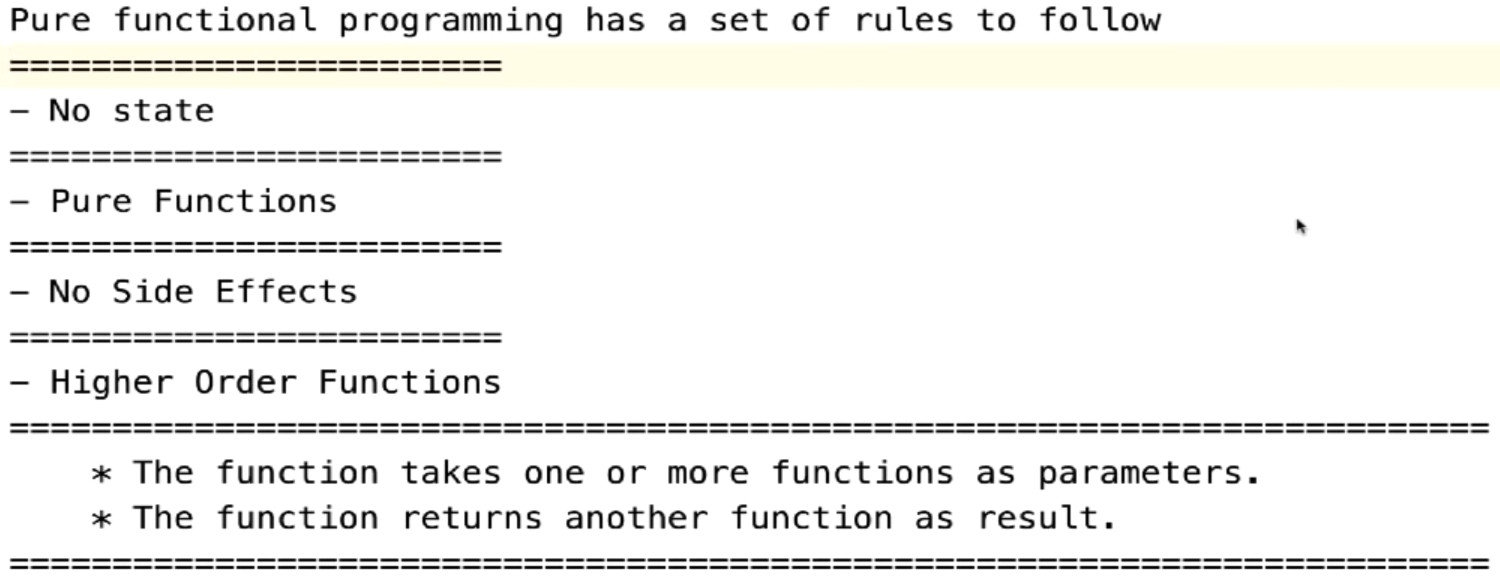 Pure functional programming has a set of rules to follow
========================
– No state
========================
– Pure Functions
========================
– No Side Effects
========================
– Higher Order Functions
========================================================================
    * The function takes one or more functions as parameters.
    * The function returns another function as result.
========================================================================